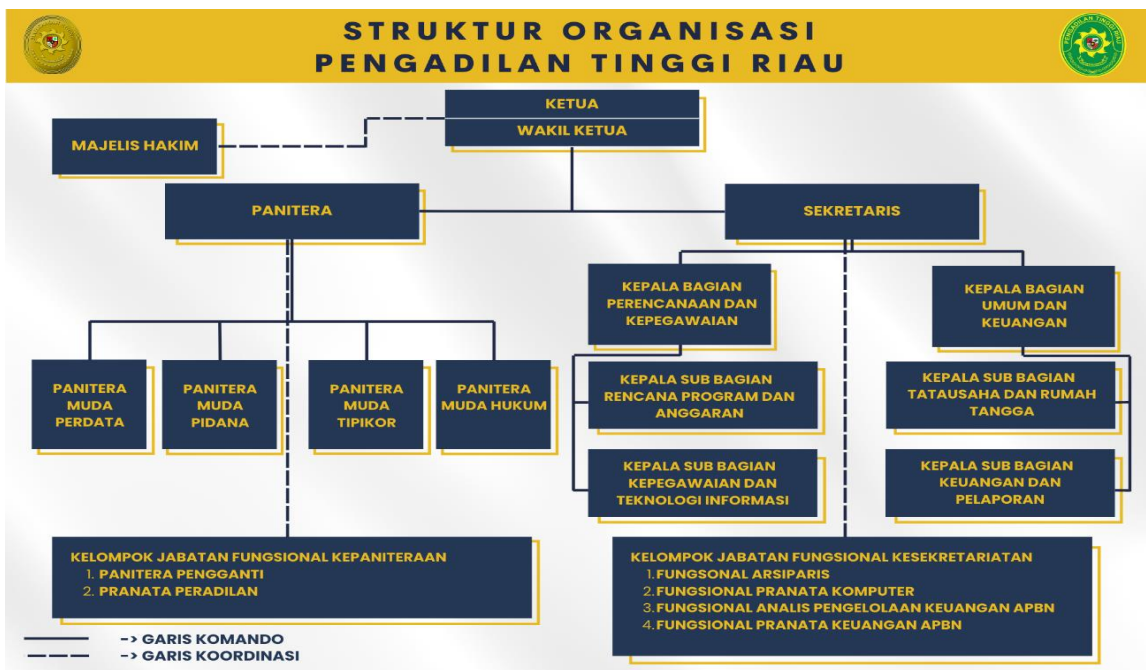 STRUKTUR ORGANISASI
PENGADILAN TINGGI RIAU
KETUA
WAKIL KETUA
MAJELIS HAKIM
PANITERA
SEKRETARIS
KEPALA BAGIAN
PERENCANAAN DAN
KEPEGAWAIAN
KEPALA BAGIAN
UMUM DAN
KEUANGAN
PANITERA
MUDA
PERDATA
PANITERA
MUDA
PIDANA
PANITERA
MUDA
TIPIKOR
PANITERA
MUDA HUKUM
KEPALA SUB BAGIAN
RENCANA PROGRAM DAN
ANGGARAN
KEPALA SUB BAGIAN
TATAUSAHA DAN RUMAH
TANGGA
KEPALA SUB BAGIAN
KEPEGAWAIAN DAN
TEKNOLOGI INFORMASI
KEPALA SUB BAGIAN
KEUANGAN DAN
PELAPORAN
KELOMPOK JABATAN FUNGSIONAL KEPANITERAAN
1. PANITERA PENGGANTI
2. PRANATA PERADILAN
KELOMPOK JABATAN FUNGSIONAL KESEKRETARIATAN
1. FUNGSONAL ARSIPARIS
2. FUNGSIONAL PRANATA KOMPUTER
3. FUNGSIONAL ANALIS PENGELOLAAN KEUANGAN APBN
4. FUNGSIONAL PRANATA KEUANGAN APBN
-> GARIS KOMANDO
-> GARIS KOORDINASI